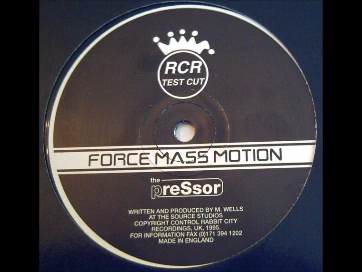 RCR
TEST CUT
FORCE MASS MOTION
the
preSsor
WRITTEN AND PRODUCED BY M. WELLS
AT THE SOURCE STUDIOS
COPYRIGHT CONTROL RABBIT CITY
RECORDINGS, UK, 1995.
FOR INFORMATION FAX (0)171 394 1202
MADE IN ENGLAND